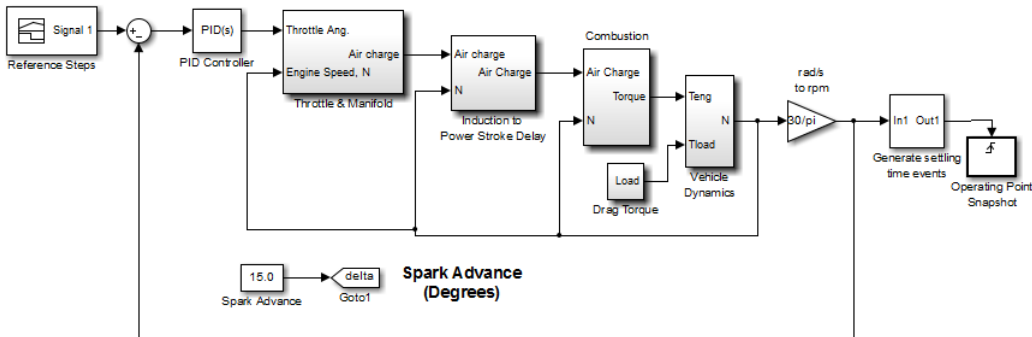 Signal 1
Reference Steps
+
-
PID(s)
PID Controller
Throttle Ang.
Air charge
Engine Speed, N
Throttle & Manifold
Air charge
Air Charge
N
Induction to
Power Stroke Delay
Combustion
Air Charge
Torque
N
Load
Drag Torque
Teng
N
Tload
Vehicle
Dynamics
rad/s
to rpm
30/pi
In1 Out1
Generate settling
time events
Operating Point
Snapshot
15.0
Spark Advance
delta
Goto1
Spark Advance
(Degrees)